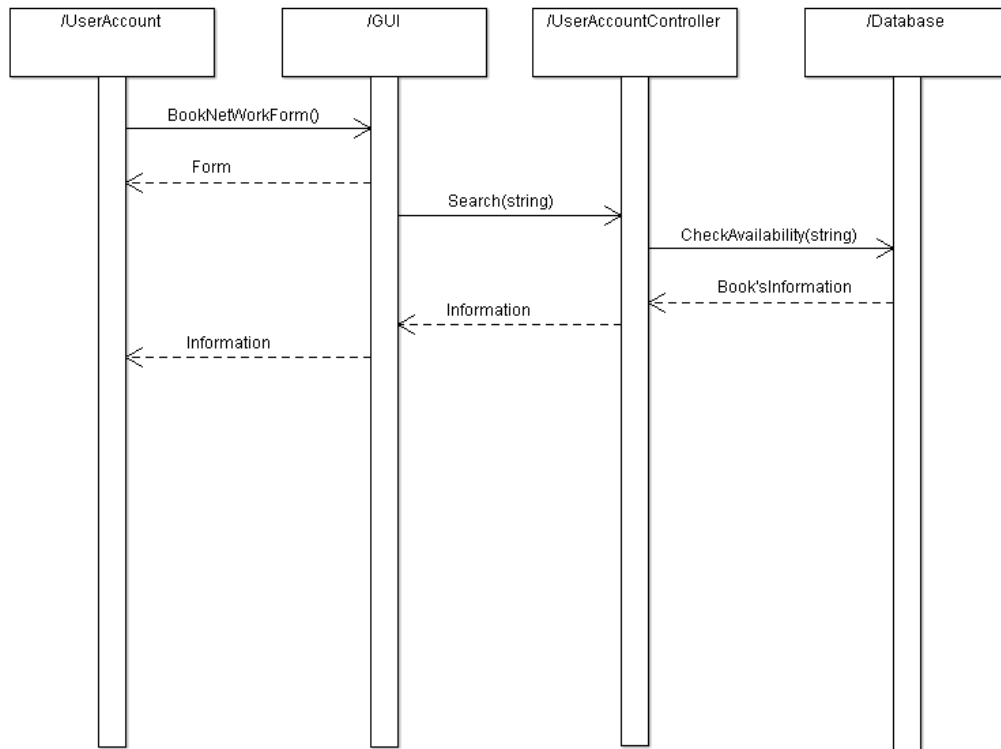 /UserAccount
/GUI
/UserAccountController
/Database
BookNetWorkForm()
Form
Search(string)
CheckAvailability(string)
Book'sInformation
Information
Information